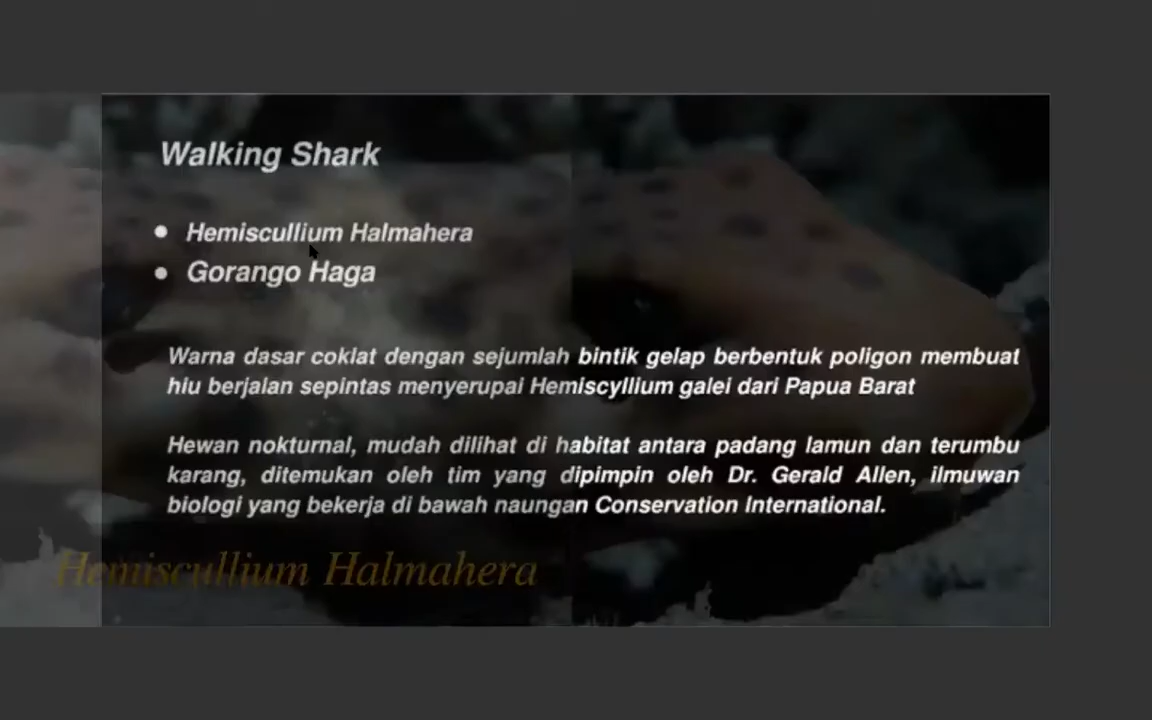 Walking Shark
● Hemiscullium Halmahera
● Gorango Haga
Warna dasar coklat dengan sejumlah bintik gelap berbentuk poligon membuat
hiu berjalan sepintas menyerupai Hemiscyllium galei dari Papua Barat
Hewan nokturnal, mudah dilihat di habitat antara padang lamun dan terumbu
karang, ditemukan oleh tim yang dipimpin oleh Dr. Gerald Allen, ilmuwan
biologi yang bekerja di bawah naungan Conservation International.
Hemiscullium Halmahera